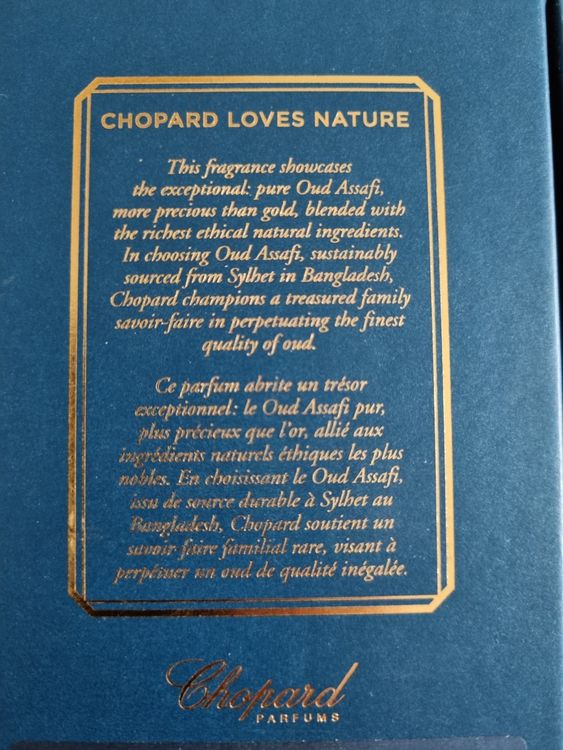 CHOPARD LOVES NATURE
This fragrance showcases
the exceptional: pure Oud Assafi,
more precious than gold, blended with
the richest ethical natural ingredients.
In choosing Oud Assafi, sustainably
sourced from Sylhet in Bangladesh,
Chopard champions a treasured family
savoir-faire in perpetuating the finest
quality of oud.
Ce parfum abrite un trésor
exceptionnel: le Oud Assafi pur,
plus précieux que l'or, allié aux
ingrédients naturels éthiques les plus
nobles. En choisissant le Oud Assafi,
issu de source durable à Sylhet au
Bangladesh, Chopard soutient un
savoir-faire familial rare, visant à
perpétuer un oud de qualité inégalée.
Chopard
PARFUMS